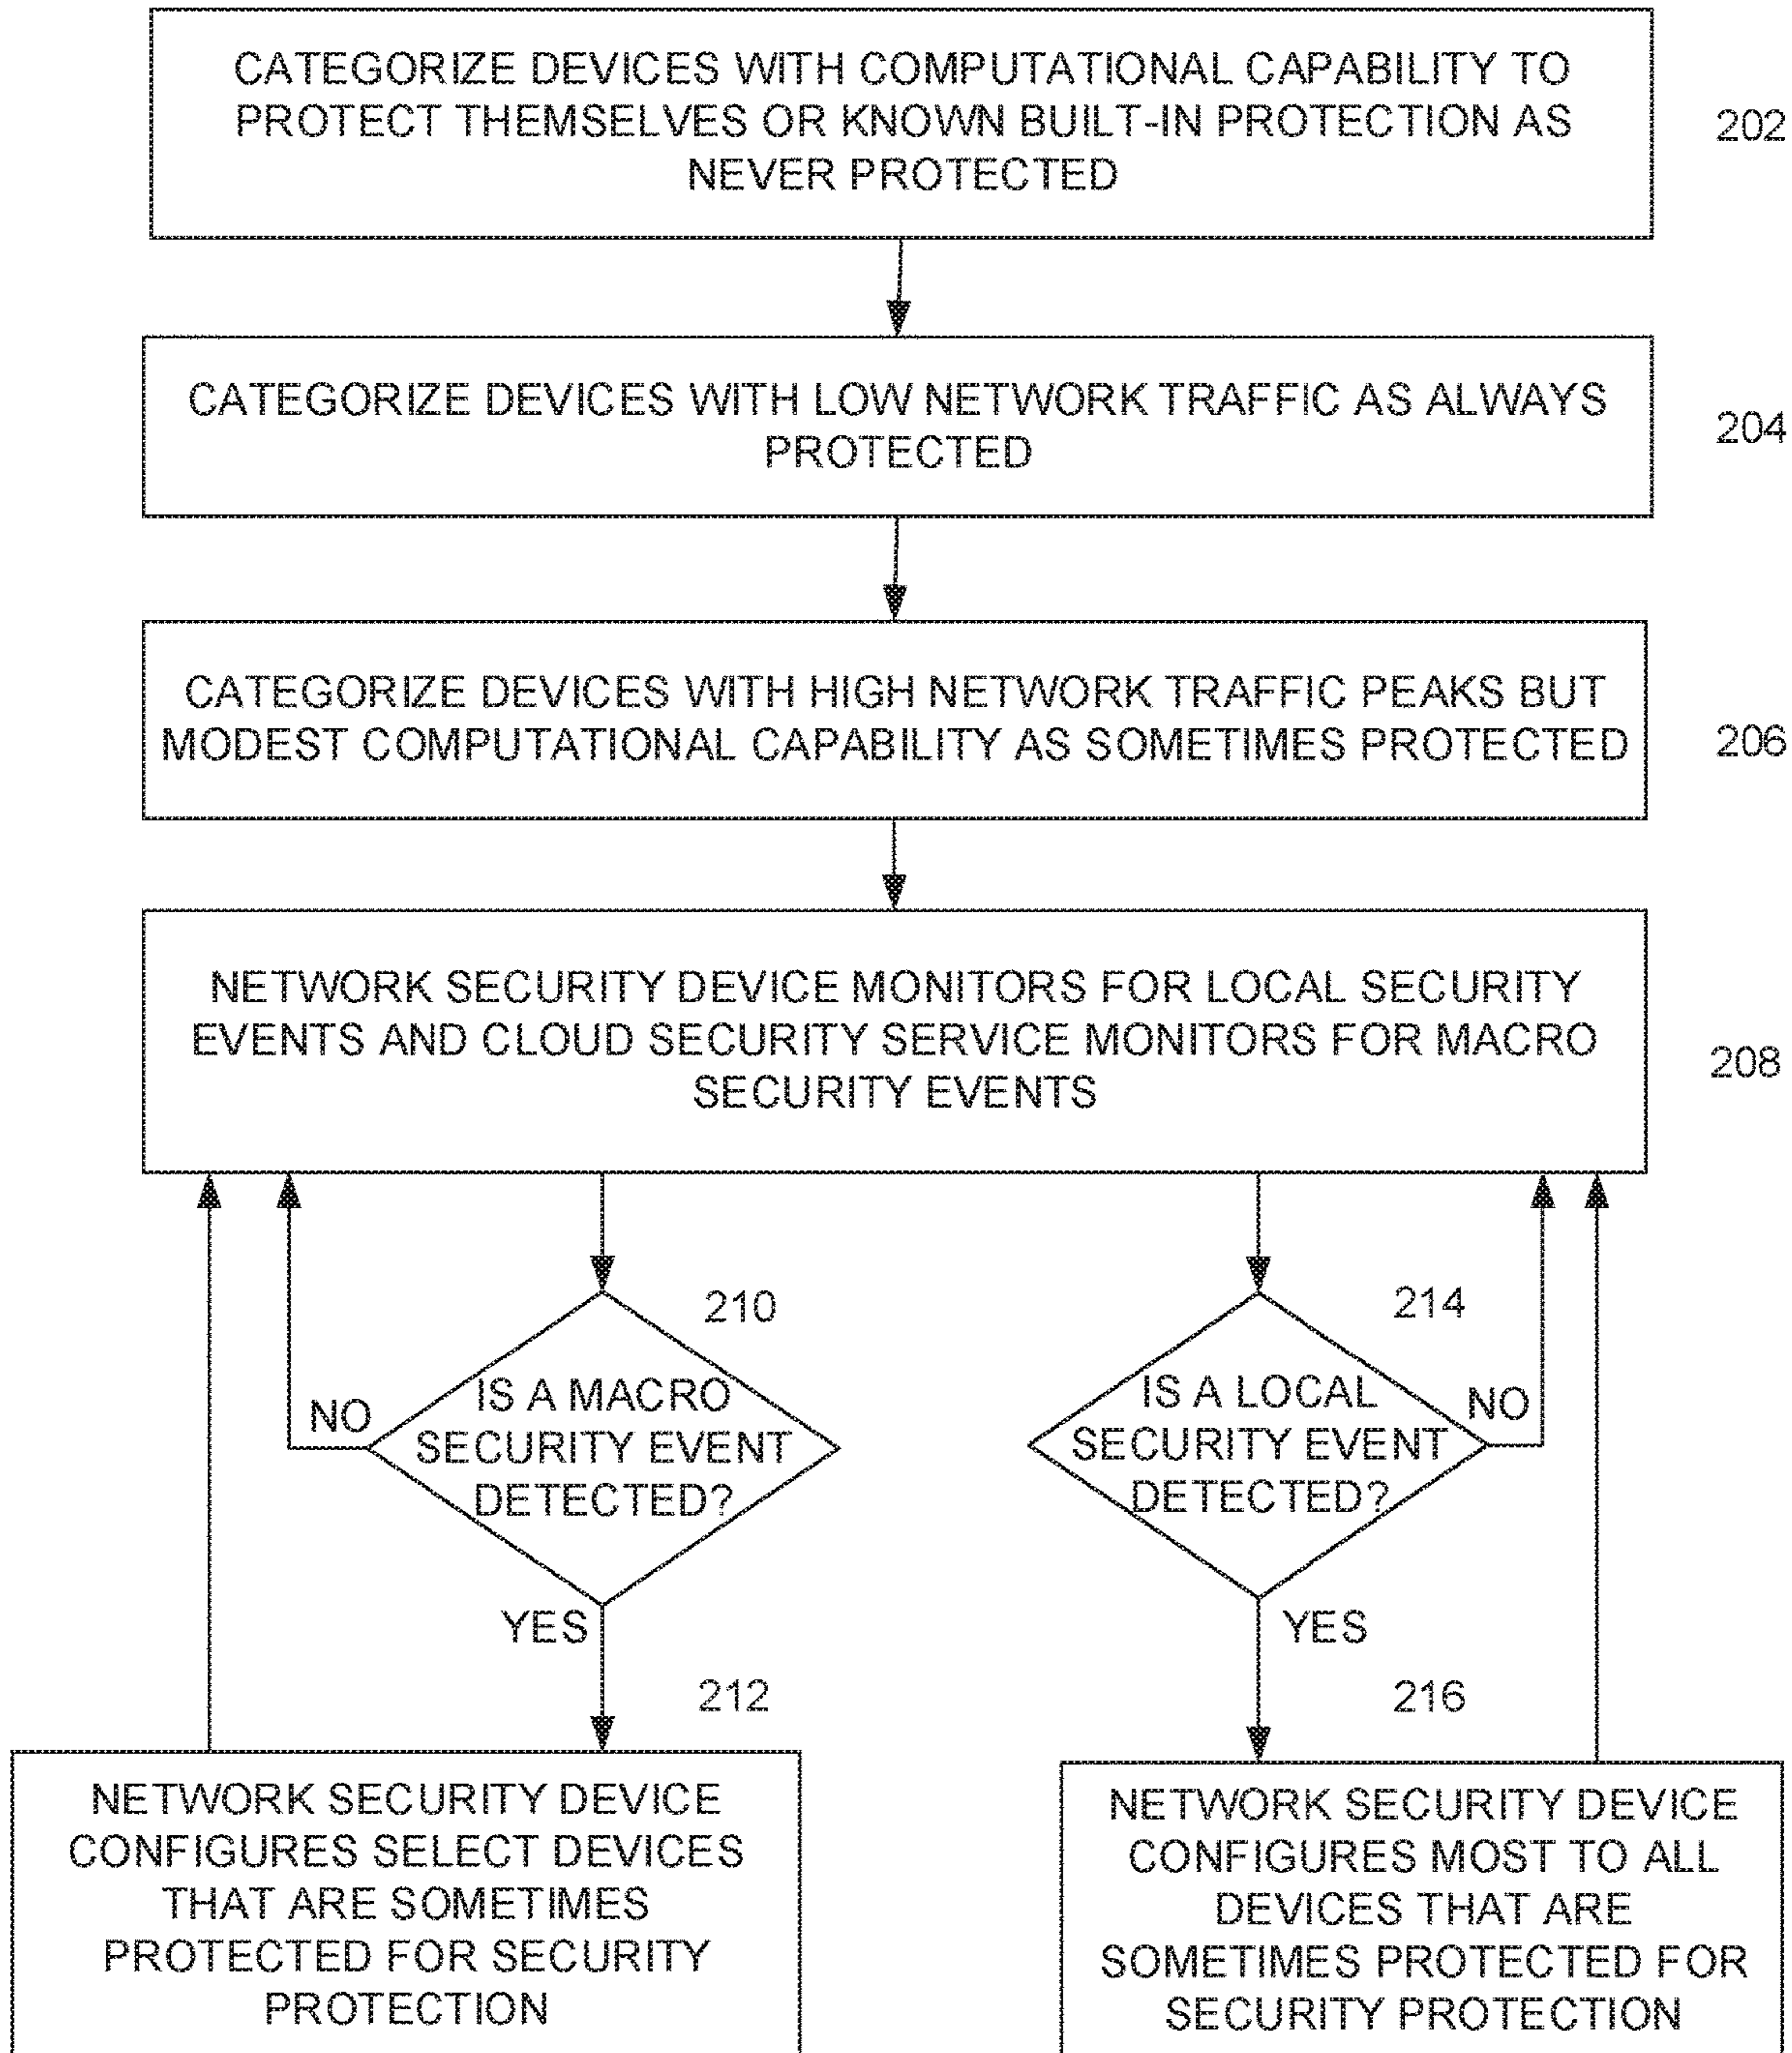 CATEGORIZE DEVICES WITH COMPUTATIONAL CAPABILITY TO
PROTECT THEMSELVES OR KNOWN BUILT-IN PROTECTION AS
NEVER PROTECTED
202
CATEGORIZE DEVICES WITH LOW NETWORK TRAFFIC AS ALWAYS
PROTECTED
204
CATEGORIZE DEVICES WITH HIGH NETWORK TRAFFIC PEAKS BUT
MODEST COMPUTATIONAL CAPABILITY AS SOMETIMES PROTECTED
206
NETWORK SECURITY DEVICE MONITORS FOR LOCAL SECURITY
EVENTS AND CLOUD SECURITY SERVICE MONITORS FOR MACRO
SECURITY EVENTS
208
210
IS A MACRO
SECURITY EVENT
DETECTED?
NO
YES
212
NETWORK SECURITY DEVICE
CONFIGURES SELECT DEVICES
THAT ARE SOMETIMES
PROTECTED FOR SECURITY
PROTECTION
214
IS A LOCAL
SECURITY EVENT
DETECTED?
NO
YES
216
NETWORK SECURITY DEVICE
CONFIGURES MOST TO ALL
DEVICES THAT ARE
SOMETIMES PROTECTED FOR
SECURITY PROTECTION